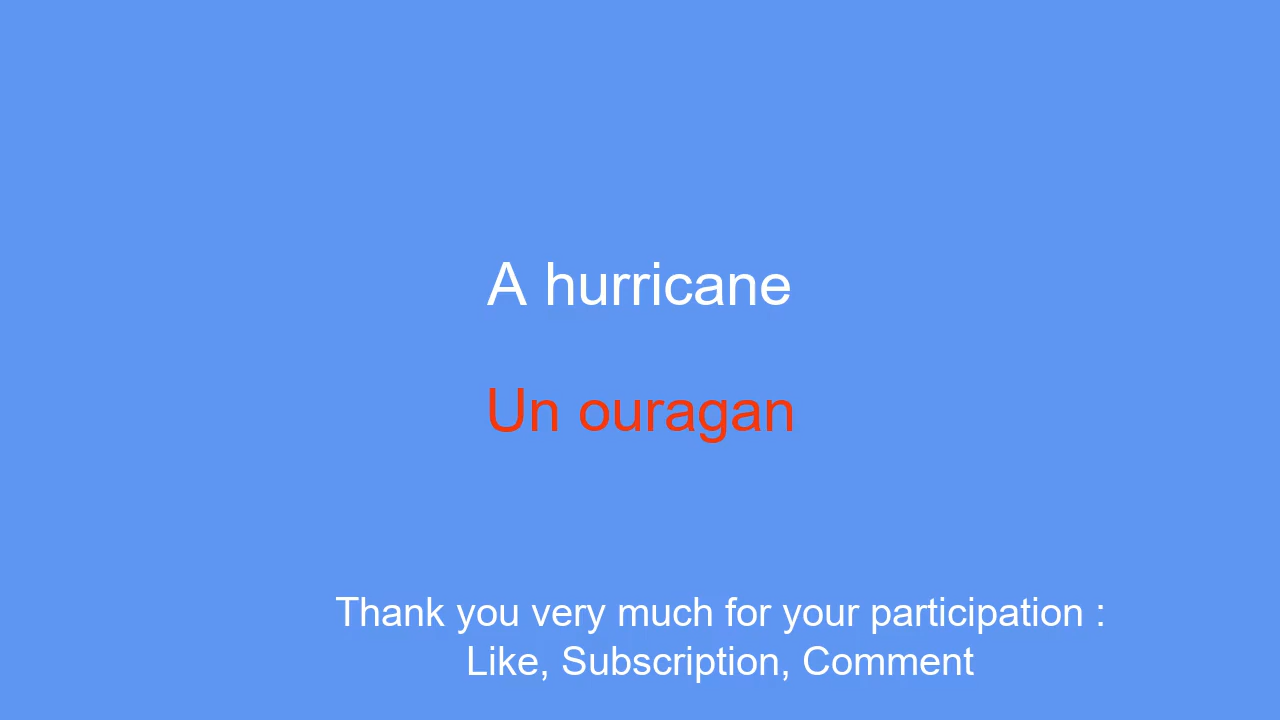 A hurricane
Un ouragan
Thank you very much for your participation :
Like, Subscription, Comment